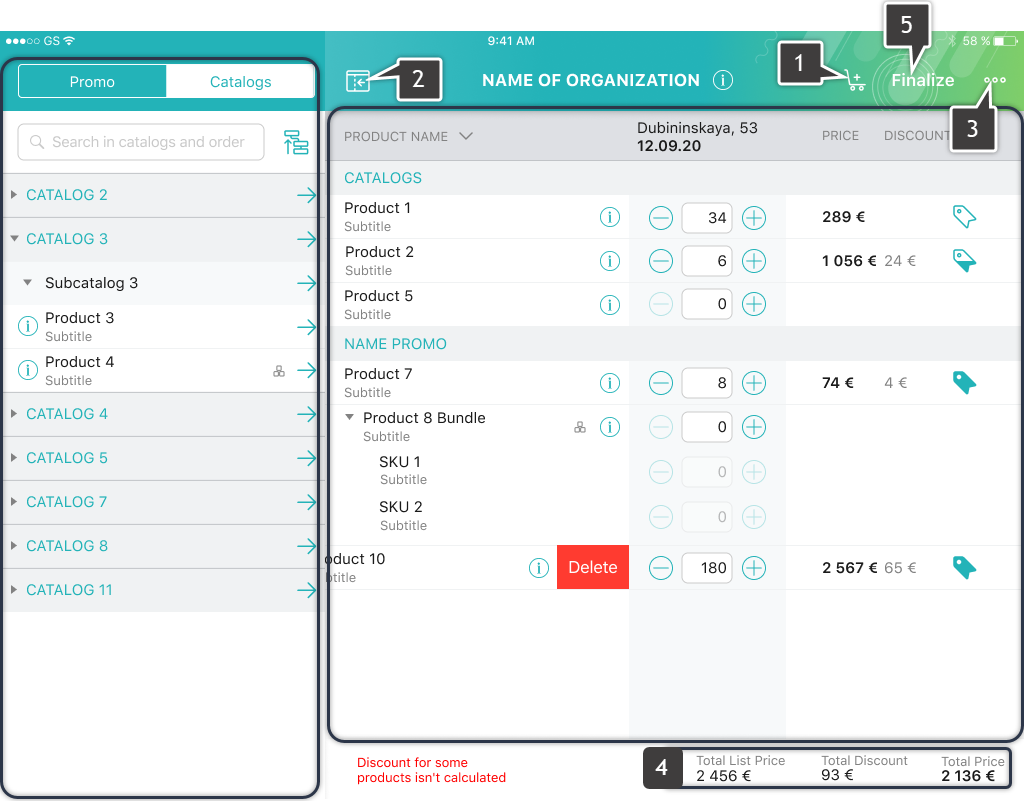 5
GS
9:41 AM
58 %
Promo
Catalogs
2
NAME OF ORGANIZATION
1
Finalize
3
Search in catalogs and order
CATALOG 2
CATALOG 3
Subcatalog 3
Product 3
Subtitle
Product 4
Subtitle
CATALOG 4
CATALOG 5
CATALOG 7
CATALOG 8
CATALOG 11
PRODUCT NAME
Dubininskaya, 53
12.09.20
PRICE
DISCOUNT
CATALOGS
Product 1
Subtitle
34
289 €
Product 2
Subtitle
6
1 056 € 24 €
Product 5
Subtitle
0
NAME PROMO
Product 7
Subtitle
8
74 € 4 €
Product 8 Bundle
Subtitle
0
SKU 1
Subtitle
0
SKU 2
Subtitle
0
oduct 10
btitle
Delete
180
2 567 € 65 €
Discount for some
products isn't calculated
4
Total List Price
2 456 €
Total Discount
93 €
Total Price
2 136 €